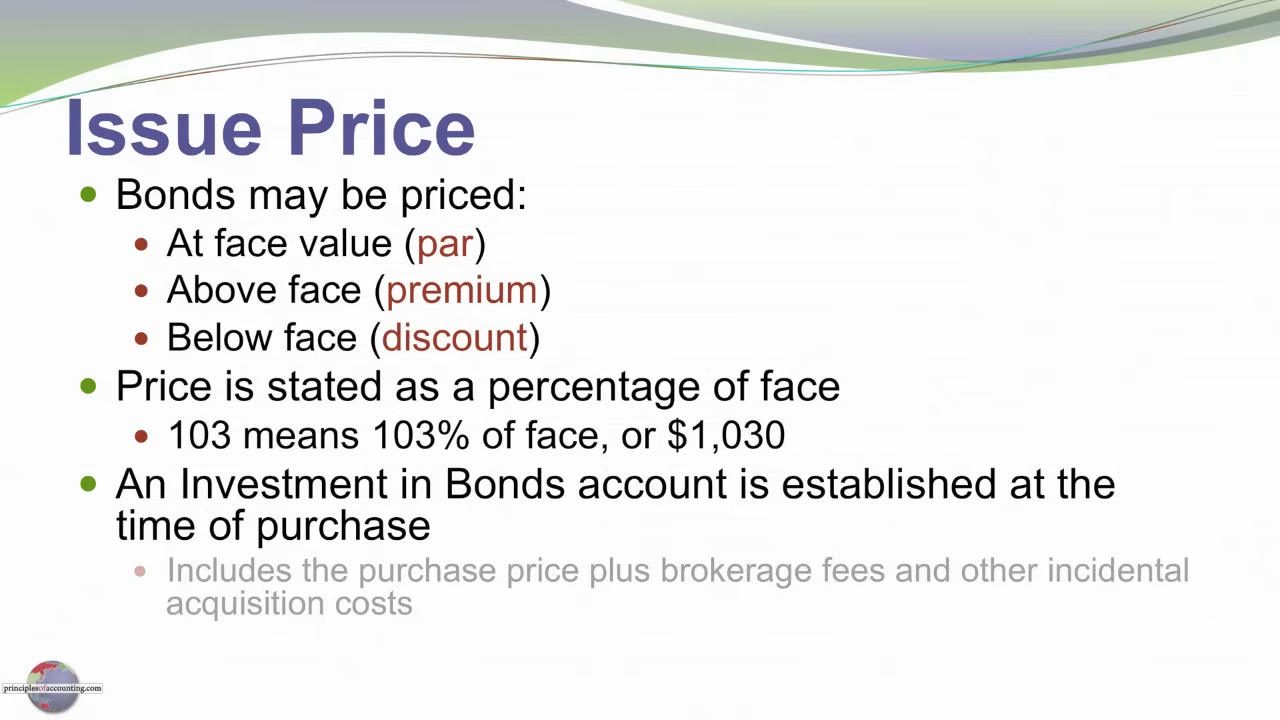 Issue Price
• Bonds may be priced:
• At face value (par)
• Above face (premium)
• Below face (discount)
• Price is stated as a percentage of face
• 103 means 103% of face, or $1,030
• An Investment in Bonds account is established at the
time of purchase
• Includes the purchase price plus brokerage fees and other incidental
acquisition costs
principlesofaccounting.com